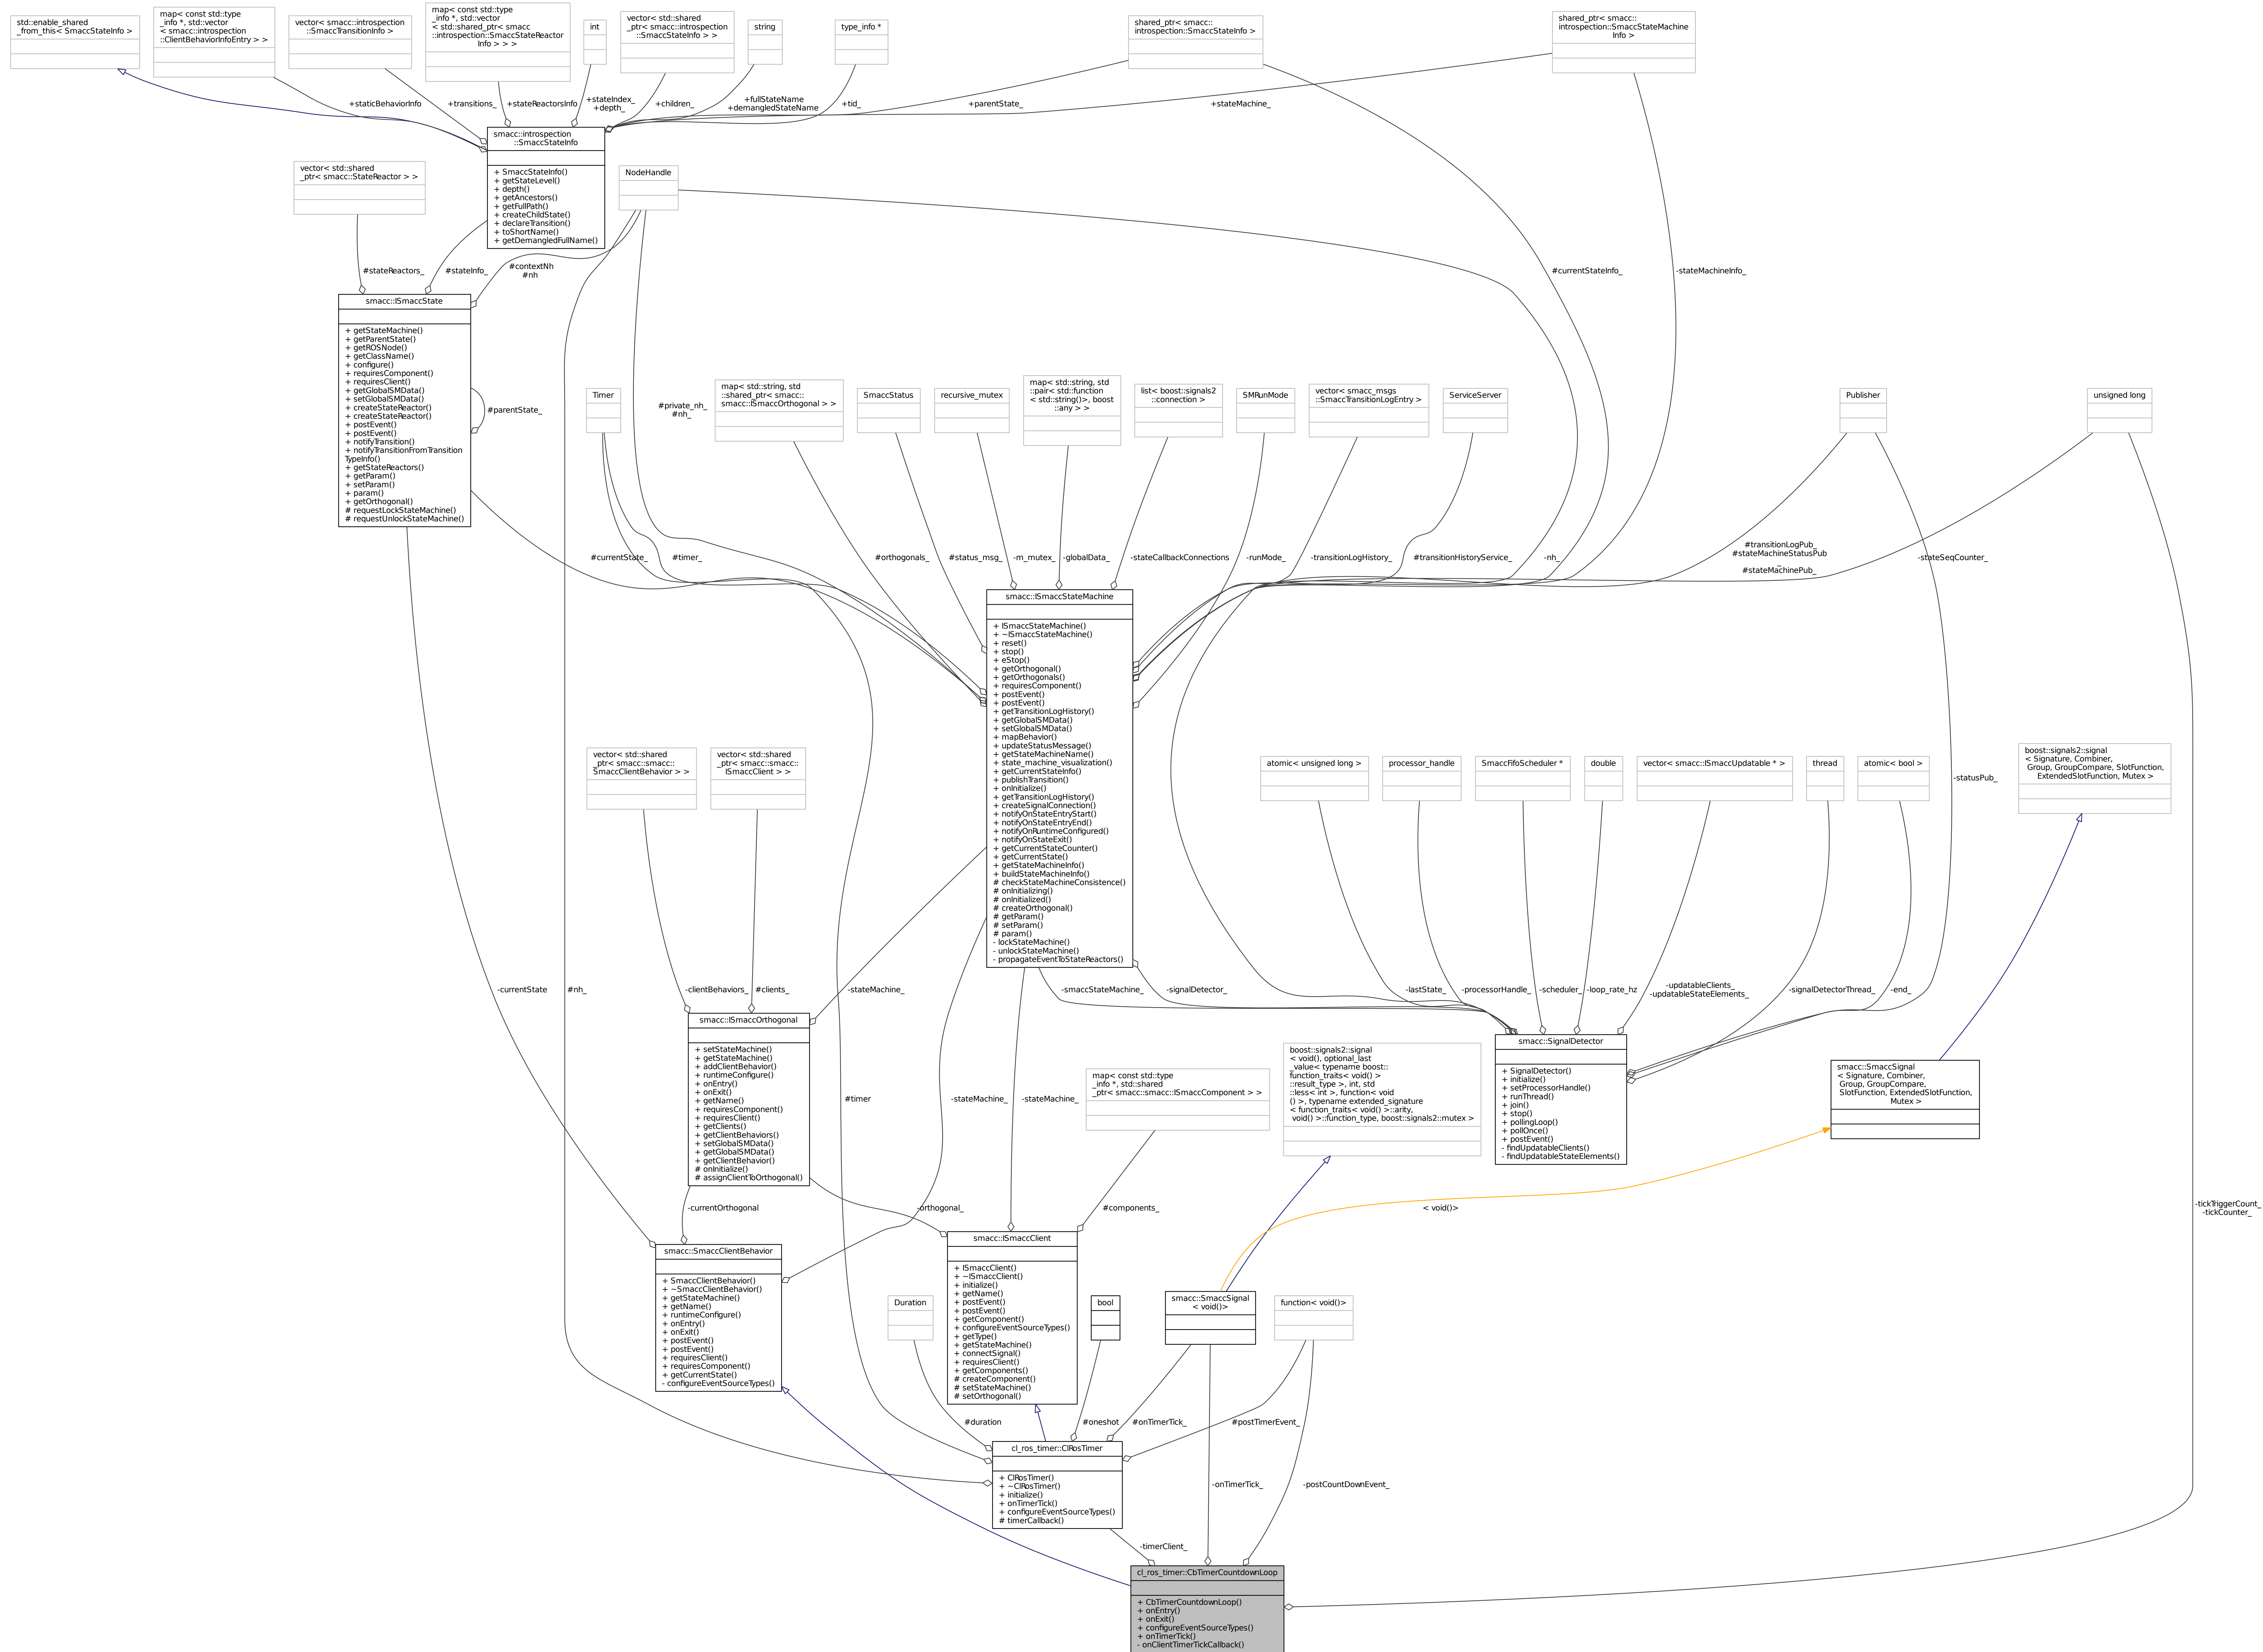 std::enable_shared
_from_this< SmaccStateInfo >
map< const std::type
_info *, std::vector
< smacc::introspection
::ClientBehaviorInfoEntry > >
vector< smacc::introspection
::SmaccTransitionInfo >
map< const std::type
_info *, std::vector
< std::shared_ptr< smacc
::introspection::SmaccStateReactor
Info > > >
int
vector< std::shared
_ptr< smacc::introspection
::SmaccStateInfo > >
string
type_info *
shared_ptr< smacc::
introspection::SmaccStateInfo >
shared_ptr< smacc::
introspection::SmaccStateMachine
Info >
+staticBehaviorInfo
+transitions_
+stateReactorsInfo
+stateIndex_
+depth_
+children_
+fullStateName
+demangledStateName
+tid_
+parentState_
+stateMachine_
smacc::introspection
::SmaccStateInfo
+ SmaccStateInfo()
+ getStateLevel()
+ depth()
+ getAncestors()
+ getFullPath()
+ createChildState()
+ declareTransition()
+ toShortName()
+ getDemangledFullName()
vector< std::shared
_ptr< smacc::StateReactor > >
NodeHandle
#stateReactors_
#stateInfo_
#contextNh
#nh
#currentStateInfo_
-stateMachineInfo_
smacc::ISmaccState
+ getStateMachine()
+ getParentState()
+ getROSNode()
+ getClassName()
+ configure()
+ requiresComponent()
+ requiresClient()
+ getGlobalSMData()
+ setGlobalSMData()
+ createStateReactor()
+ createStateReactor()
+ postEvent()
+ postEvent()
+ notifyTransition()
+ notifyTransitionFromTransition
TypeInfo()
+ getStateReactors()
+ getParam()
+ setParam()
+ param()
+ getOrthogonal()
# requestLockStateMachine()
# requestUnlockStateMachine()
#parentState_
Timer
#private_nh_
#nh_
map< std::string, std
::shared_ptr< smacc::
smacc::ISmaccOrthogonal > >
SmaccStatus
recursive_mutex
map< std::string, std
::pair< std::function
< std::string()>, boost
::any > >
list< boost::signals2
::connection >
SMRunMode
vector< smacc_msgs
::SmaccTransitionLogEntry >
ServiceServer
Publisher
unsigned long
#currentState_
#timer_
#orthogonals_
#status_msg_
-m_mutex_
-globalData_
-stateCallbackConnections
-runMode_
-transitionLogHistory_
#transitionHistoryService_
-nh_
#transitionLogPub_
#stateMachineStatusPub
_
#stateMachinePub_
-stateSeqCounter_
smacc::ISmaccStateMachine
+ ISmaccStateMachine()
+ ~ISmaccStateMachine()
+ reset()
+ stop()
+ eStop()
+ getOrthogonal()
+ getOrthogonals()
+ requiresComponent()
+ postEvent()
+ postEvent()
+ getTransitionLogHistory()
+ getGlobalSMData()
+ setGlobalSMData()
+ mapBehavior()
+ updateStatusMessage()
+ getStateMachineName()
+ state_machine_visualization()
+ getCurrentStateInfo()
+ publishTransition()
+ onInitialize()
+ getTransitionLogHistory()
+ createSignalConnection()
+ notifyOnStateEntryStart()
+ notifyOnStateEntryEnd()
+ notifyOnRuntimeConfigured()
+ notifyOnStateExit()
+ getCurrentStateCounter()
+ getCurrentState()
+ getStateMachineInfo()
+ buildStateMachineInfo()
# checkStateMachineConsistence()
# onInitializing()
# onInitialized()
# createOrthogonal()
# getParam()
# setParam()
# param()
- lockStateMachine()
- unlockStateMachine()
- propagateEventToStateReactors()
vector< std::shared
_ptr< smacc::smacc::
SmaccClientBehavior > >
vector< std::shared
_ptr< smacc::smacc::
ISmaccClient > >
atomic< unsigned long >
processor_handle
SmaccFifoScheduler *
double
vector< smacc::ISmaccUpdatable * >
thread
atomic< bool >
-statusPub_
boost::signals2::signal
< Signature, Combiner,
Group, GroupCompare, SlotFunction,
ExtendedSlotFunction, Mutex >
-currentState
#nh_
-clientBehaviors_
#clients_
-stateMachine_
-smaccStateMachine_
-signalDetector_
-lastState_
-processorHandle_
-scheduler_
-loop_rate_hz
-updatableClients_
-updatableStateElements_
-signalDetectorThread_
-end_
smacc::ISmaccOrthogonal
+ setStateMachine()
+ getStateMachine()
+ addClientBehavior()
+ runtimeConfigure()
+ onEntry()
+ onExit()
+ getName()
+ requiresComponent()
+ requiresClient()
+ getClients()
+ getClientBehaviors()
+ setGlobalSMData()
+ getGlobalSMData()
+ getClientBehavior()
# onInitialize()
# assignClientToOrthogonal()
#timer
-stateMachine_
-stateMachine_
map< const std::type
_info *, std::shared
_ptr< smacc::smacc::ISmaccComponent > >
boost::signals2::signal
< void(), optional_last
_value< typename boost::
function_traits< void() >
::result_type >, int, std
::less< int >, function< void
() >, typename extended_signature
< function_traits< void() >::arity,
void() >::function_type, boost::signals2::mutex >
smacc::SignalDetector
+ SignalDetector()
+ initialize()
+ setProcessorHandle()
+ runThread()
+ join()
+ stop()
+ pollingLoop()
+ pollOnce()
+ postEvent()
- findUpdatableClients()
- findUpdatableStateElements()
smacc::SmaccSignal
< Signature, Combiner,
Group, GroupCompare,
SlotFunction, ExtendedSlotFunction,
Mutex >
-currentOrthogonal
-orthogonal_
#components_
< void()>
-tickTriggerCount_
-tickCounter_
smacc::SmaccClientBehavior
+ SmaccClientBehavior()
+ ~SmaccClientBehavior()
+ getStateMachine()
+ getName()
+ runtimeConfigure()
+ onEntry()
+ onExit()
+ postEvent()
+ postEvent()
+ requiresClient()
+ requiresComponent()
+ getCurrentState()
- configureEventSourceTypes()
smacc::ISmaccClient
+ ISmaccClient()
+ ~ISmaccClient()
+ initialize()
+ getName()
+ postEvent()
+ postEvent()
+ getComponent()
+ configureEventSourceTypes()
+ getType()
+ getStateMachine()
+ connectSignal()
+ requiresClient()
+ getComponents()
# createComponent()
# setStateMachine()
# setOrthogonal()
Duration
bool
smacc::SmaccSignal
< void()>
function< void()>
#duration
#oneshot
#onTimerTick_
#postTimerEvent_
cl_ros_timer::ClRosTimer
+ ClRosTimer()
+ ~ClRosTimer()
+ initialize()
+ onTimerTick()
+ configureEventSourceTypes()
# timerCallback()
-onTimerTick_
-postCountDownEvent_
-timerClient_
cl_ros_timer::CbTimerCountdownLoop
+ CbTimerCountdownLoop()
+ onEntry()
+ onExit()
+ configureEventSourceTypes()
+ onTimerTick()
- onClientTimerTickCallback()